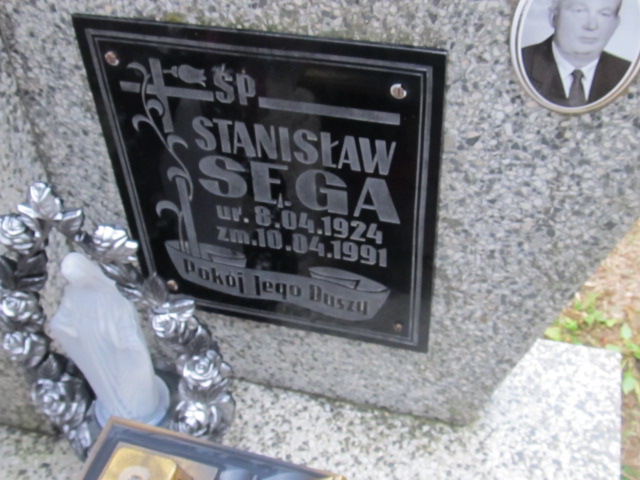 ŚP
STANISŁAW
SĘGA
ur. 8.04.1924
zm.10.04.1991
Pokój Jego Duszy